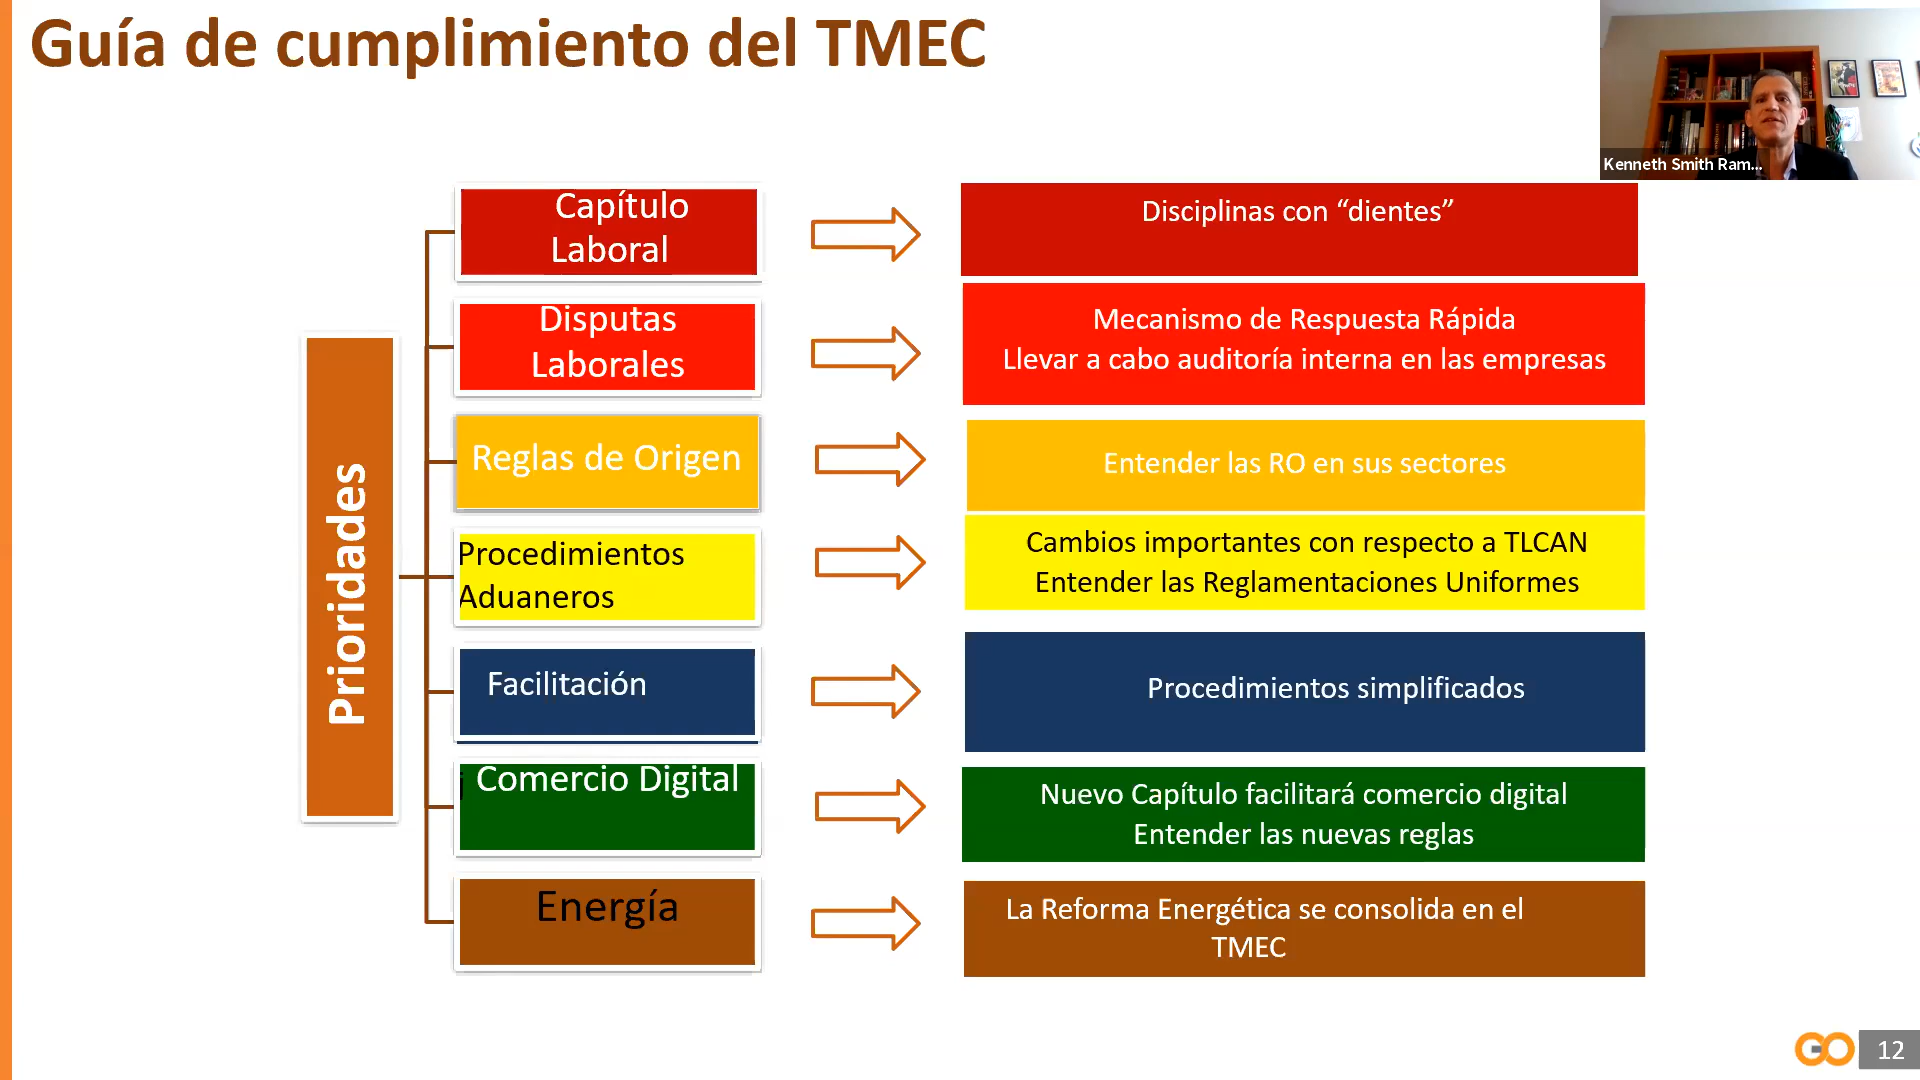 Guía de cumplimiento del TMEC
Kenneth Smith Ram...
Prioridades
Capítulo
Laboral
Disciplinas con “dientes”
Disputas
Laborales
Mecanismo de Respuesta Rápida
Llevar a cabo auditoría interna en las empresas
Reglas de Origen
Entender las RO en sus sectores
Procedimientos
Aduaneros
Cambios importantes con respecto a TLCAN
Entender las Reglamentaciones Uniformes
Facilitación
Procedimientos simplificados
j Comercio Digital
Nuevo Capítulo facilitará comercio digital
Entender las nuevas reglas
Energía
La Reforma Energética se consolida en el
TMEC
GO
12